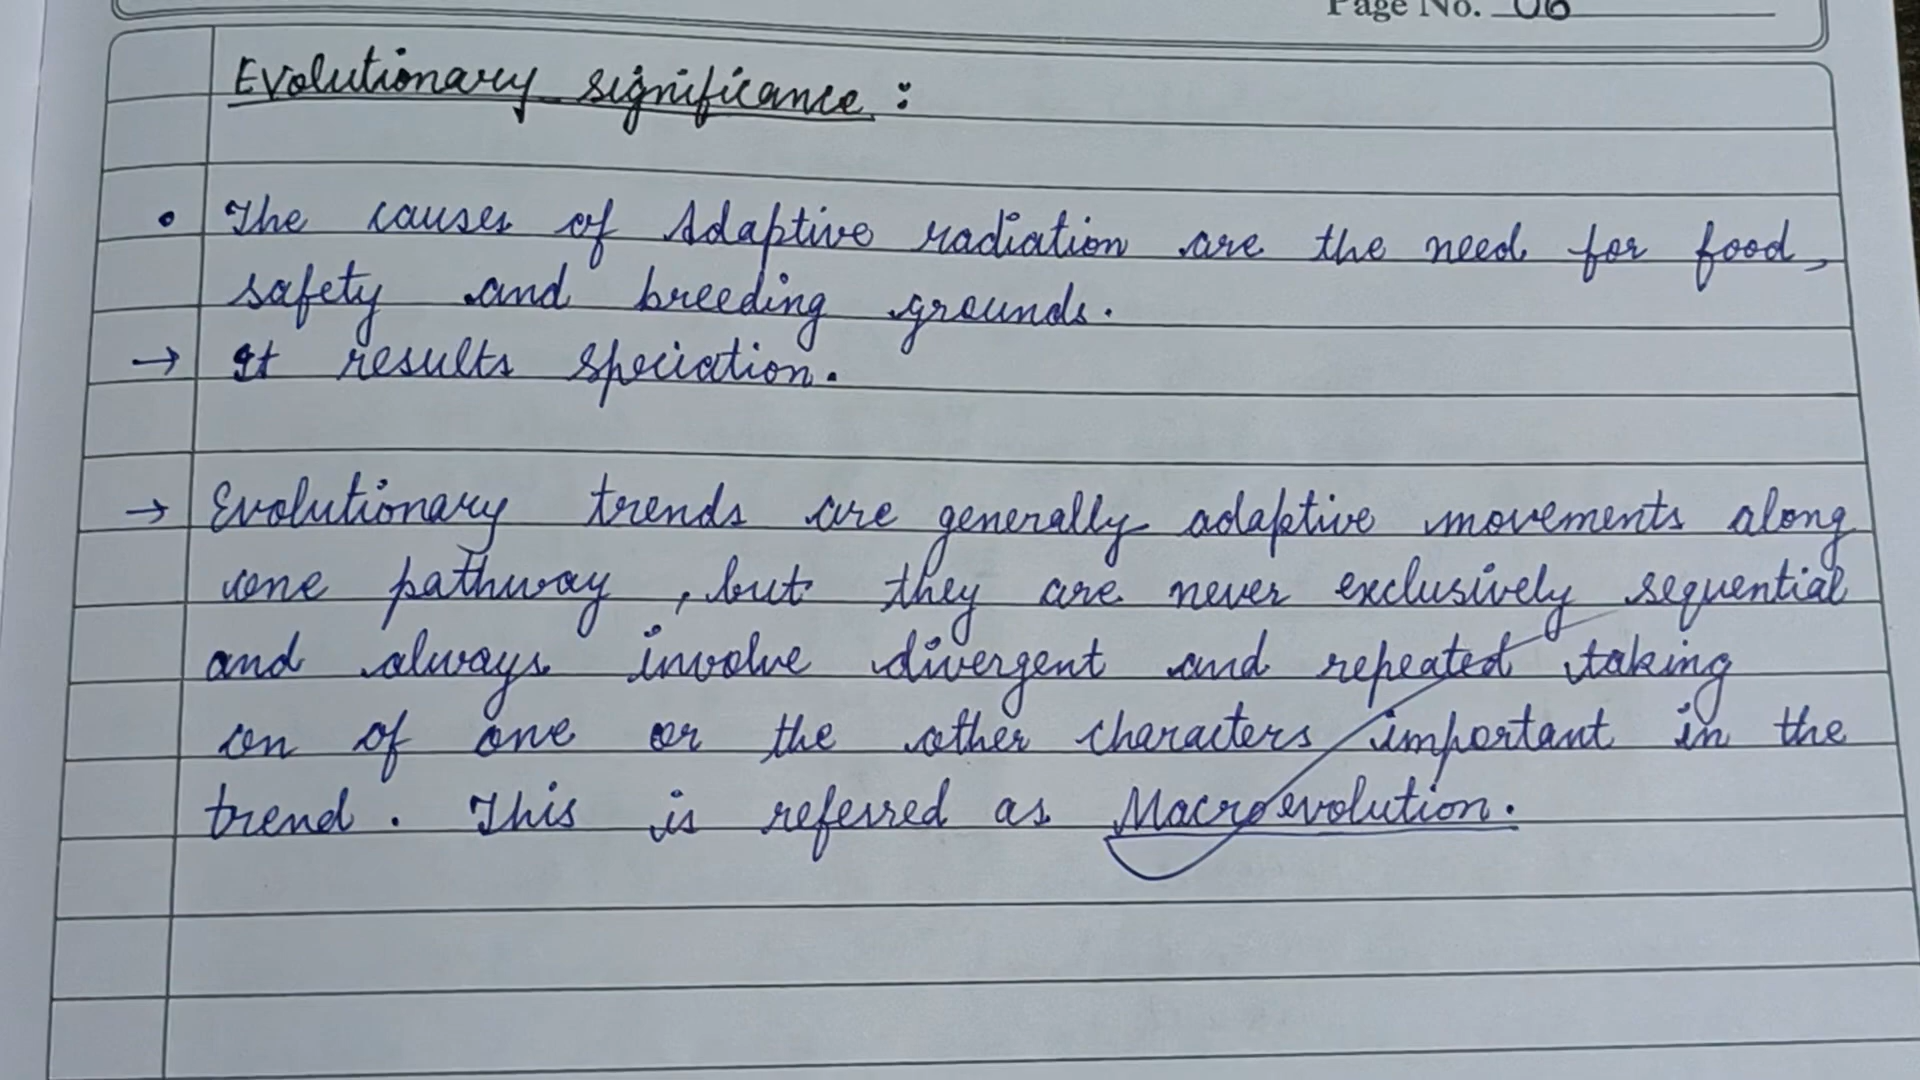 Page No. 06
Evolutionary significance :
• The causes of Adaptive radiation are the need for food,
safety and breeding grounds.
→ It results speciation.
→ Evolutionary trends are generally adaptive movements along
one pathway, but they are never exclusively sequential
and always involve divergent and repeated taking
on of one or the other characters important in the
trend. This is referred as Macroevolution.